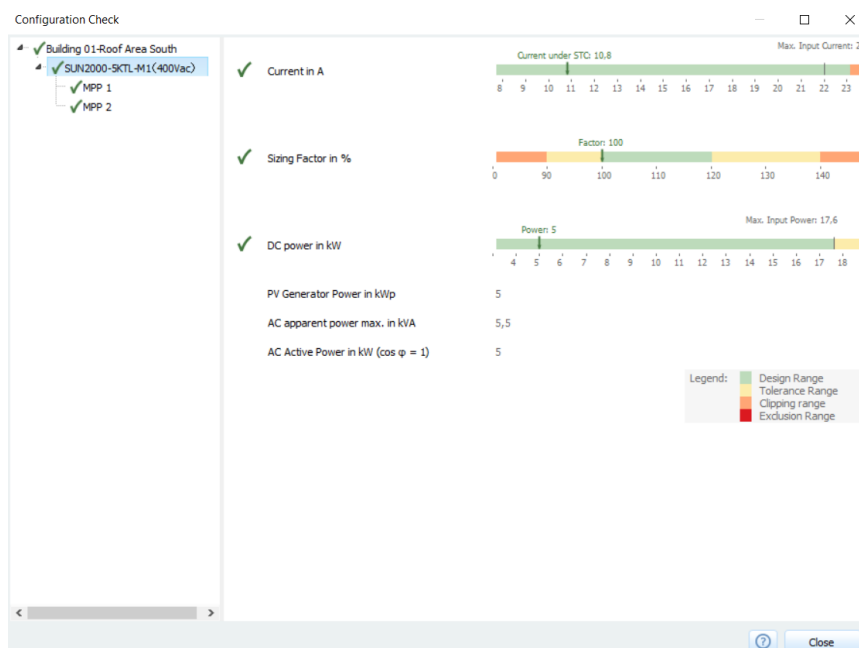 Configuration Check
Building 01-Roof Area South
SUN2000-5KTL-M1(400Vac)
MPP 1
MPP 2
Max. Input Current: 2
Current under STC: 10,8
Current in A
8 9 10 11 12 13 14 15 16 17 18 19 20 21 22 23
Factor: 100
Sizing Factor in %
0 90 100 110 120 130 140
Max. Input Power: 17,6
Power: 5
DC power in kW
4 5 6 7 8 9 10 11 12 13 14 15 16 17 18
PV Generator Power in kWp 5
AC apparent power max. in kVA 5,5
AC Active Power in kW (cos φ = 1) 5
Legend: Design Range
Tolerance Range
Clipping range
Exclusion Range
? Close